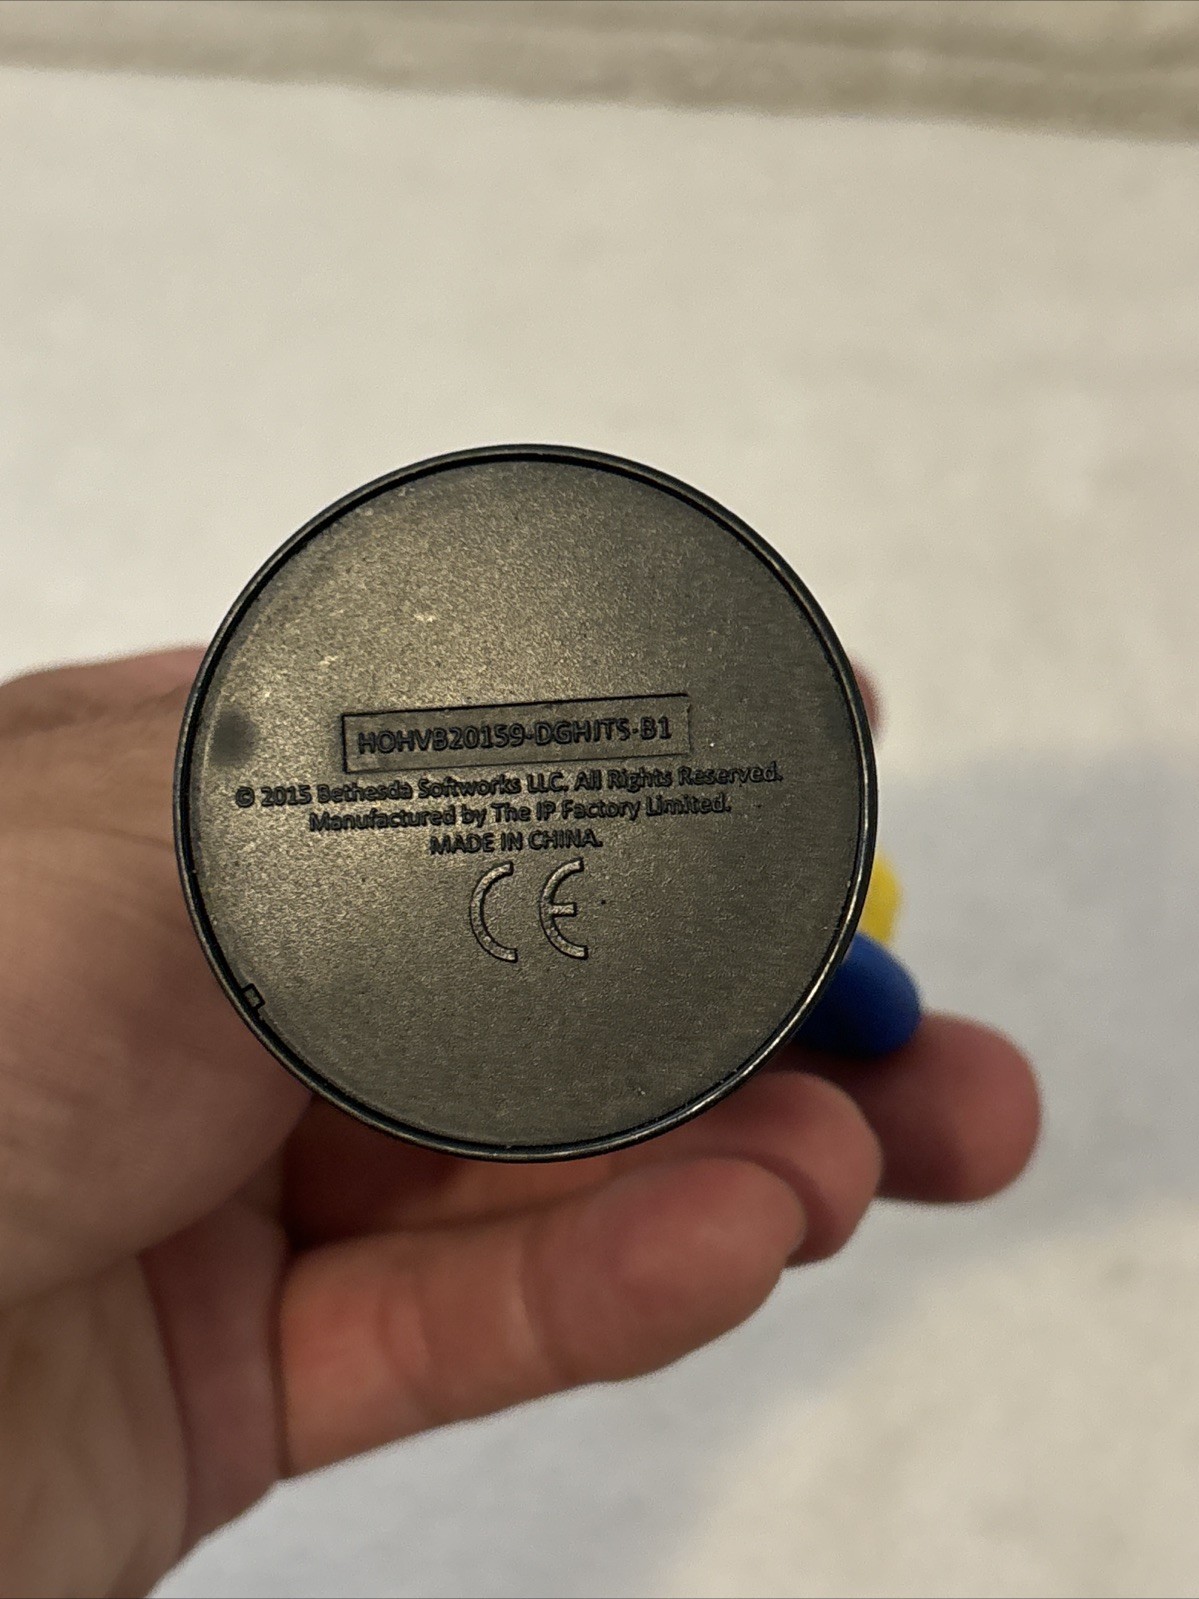 HOHVB20159-DGHJTS-B1
© 2015 Bethesda Softworks LLC. All Rights Reserved.
Manufactured by The IP Factory Limited.
MADE IN CHINA.
CE